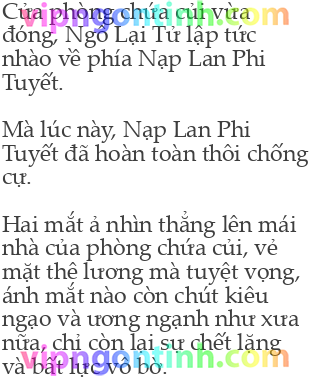 Cửa phòng chứa củi vừa
đóng, Ngô Lại Tử lập tức
nhào về phía Nạp Lan Phi
Tuyết.
Mà lúc này, Nạp Lan Phi
Tuyết đã hoàn toàn thôi chống
cự.
Hai mắt ả nhìn thẳng lên mái
nhà của phòng chứa củi, vẻ
mặt thê lương mà tuyệt vọng,
ánh mắt nào còn chút kiêu
ngạo và ương ngạnh như xưa
nữa, chỉ còn lại sự chết lặng
và bất lực vô bờ.
vipngontinh.com
vipngontinh.com